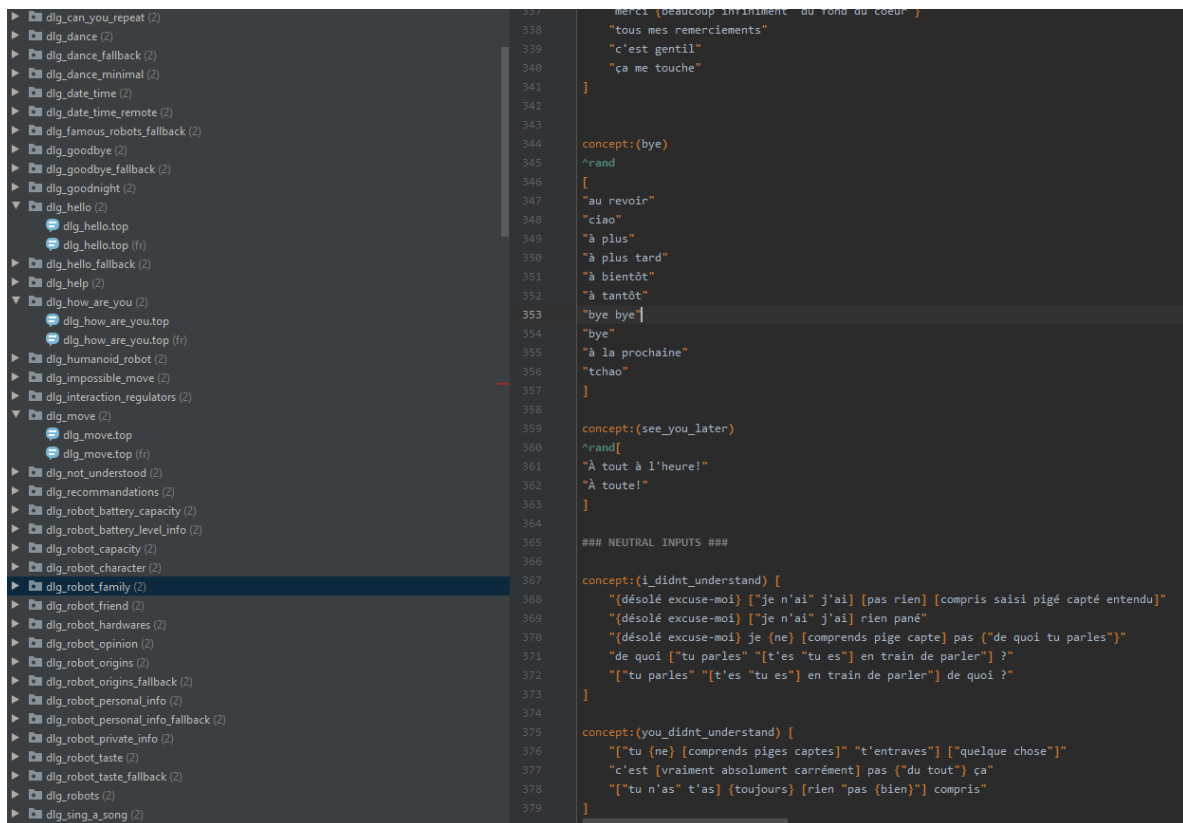 dlg_can_you_repeat (2)
dlg_dance (2)
dlg_dance_fallback (2)
dlg_dance_minimal (2)
dlg_date_time (2)
dlg_date_time_remote (2)
dlg_famous_robots_fallback (2)
dlg_goodbye (2)
dlg_goodbye_fallback (2)
dlg_goodnight (2)
dlg_hello (2)
dlg_hello.top
dlg_hello.top (fr)
dlg_hello_fallback (2)
dlg_help (2)
dlg_how_are_you (2)
dlg_how_are_you.top
dlg_how_are_you.top (fr)
dlg_humanoid_robot (2)
dlg_impossible_move (2)
dlg_interaction_regulators (2)
dlg_move (2)
dlg_move.top
dlg_move.top (fr)
dlg_not_understood (2)
dlg_recommandations (2)
dlg_robot_battery_capacity (2)
dlg_robot_battery_level_info (2)
dlg_robot_capacity (2)
dlg_robot_character (2)
dlg_robot_family (2)
dlg_robot_friend (2)
dlg_robot_hardwares (2)
dlg_robot_opinion (2)
dlg_robot_origins (2)
dlg_robot_origins_fallback (2)
dlg_robot_personal_info (2)
dlg_robot_personal_info_fallback (2)
dlg_robot_private_info (2)
dlg_robot_taste (2)
dlg_robot_taste_fallback (2)
dlg_robots (2)
dlg_sing_a_song (2)
337 "merci {beaucoup infiniment "du fond du coeur"}"
338 "tous mes remerciements"
339 "c'est gentil"
340 "ça me touche"
341 ]
342
343
344 concept:(bye)
345 ^rand
346 [
347 "au revoir"
348 "ciao"
349 "à plus"
350 "à plus tard"
351 "à bientôt"
352 "à tantôt"
353 "bye bye"
354 "bye"
355 "à la prochaine"
356 "tchao"
357 ]
358
359 concept:(see_you_later)
360 ^rand[
361 "À tout à l'heure!"
362 "À toute!"
363 ]
364
365 ### NEUTRAL INPUTS ###
366
367 concept:(i_didnt_understand) [
368 "{désolé excuse-moi} ["je n'ai" j'ai] [pas rien] [compris saisi pigé capté entendu]"
369 "{désolé excuse-moi} ["je n'ai" j'ai] rien pané"
370 "{désolé excuse-moi} je {ne} [comprends pige capte] pas {"de quoi tu parles"}"
371 "de quoi ["tu parles" "[t'es "tu es"] en train de parler"] ?"
372 "["tu parles" "[t'es "tu es"] en train de parler"] de quoi ?"
373 ]
374
375 concept:(you_didnt_understand) [
376 "["tu {ne} [comprends piges captes]" "t'entraves"] ["quelque chose"]"
377 "c'est [vraiment absolument carrément] pas {"du tout"} ça"
378 "["tu n'as" t'as] {toujours} [rien "pas {bien}"] compris"
379 ]